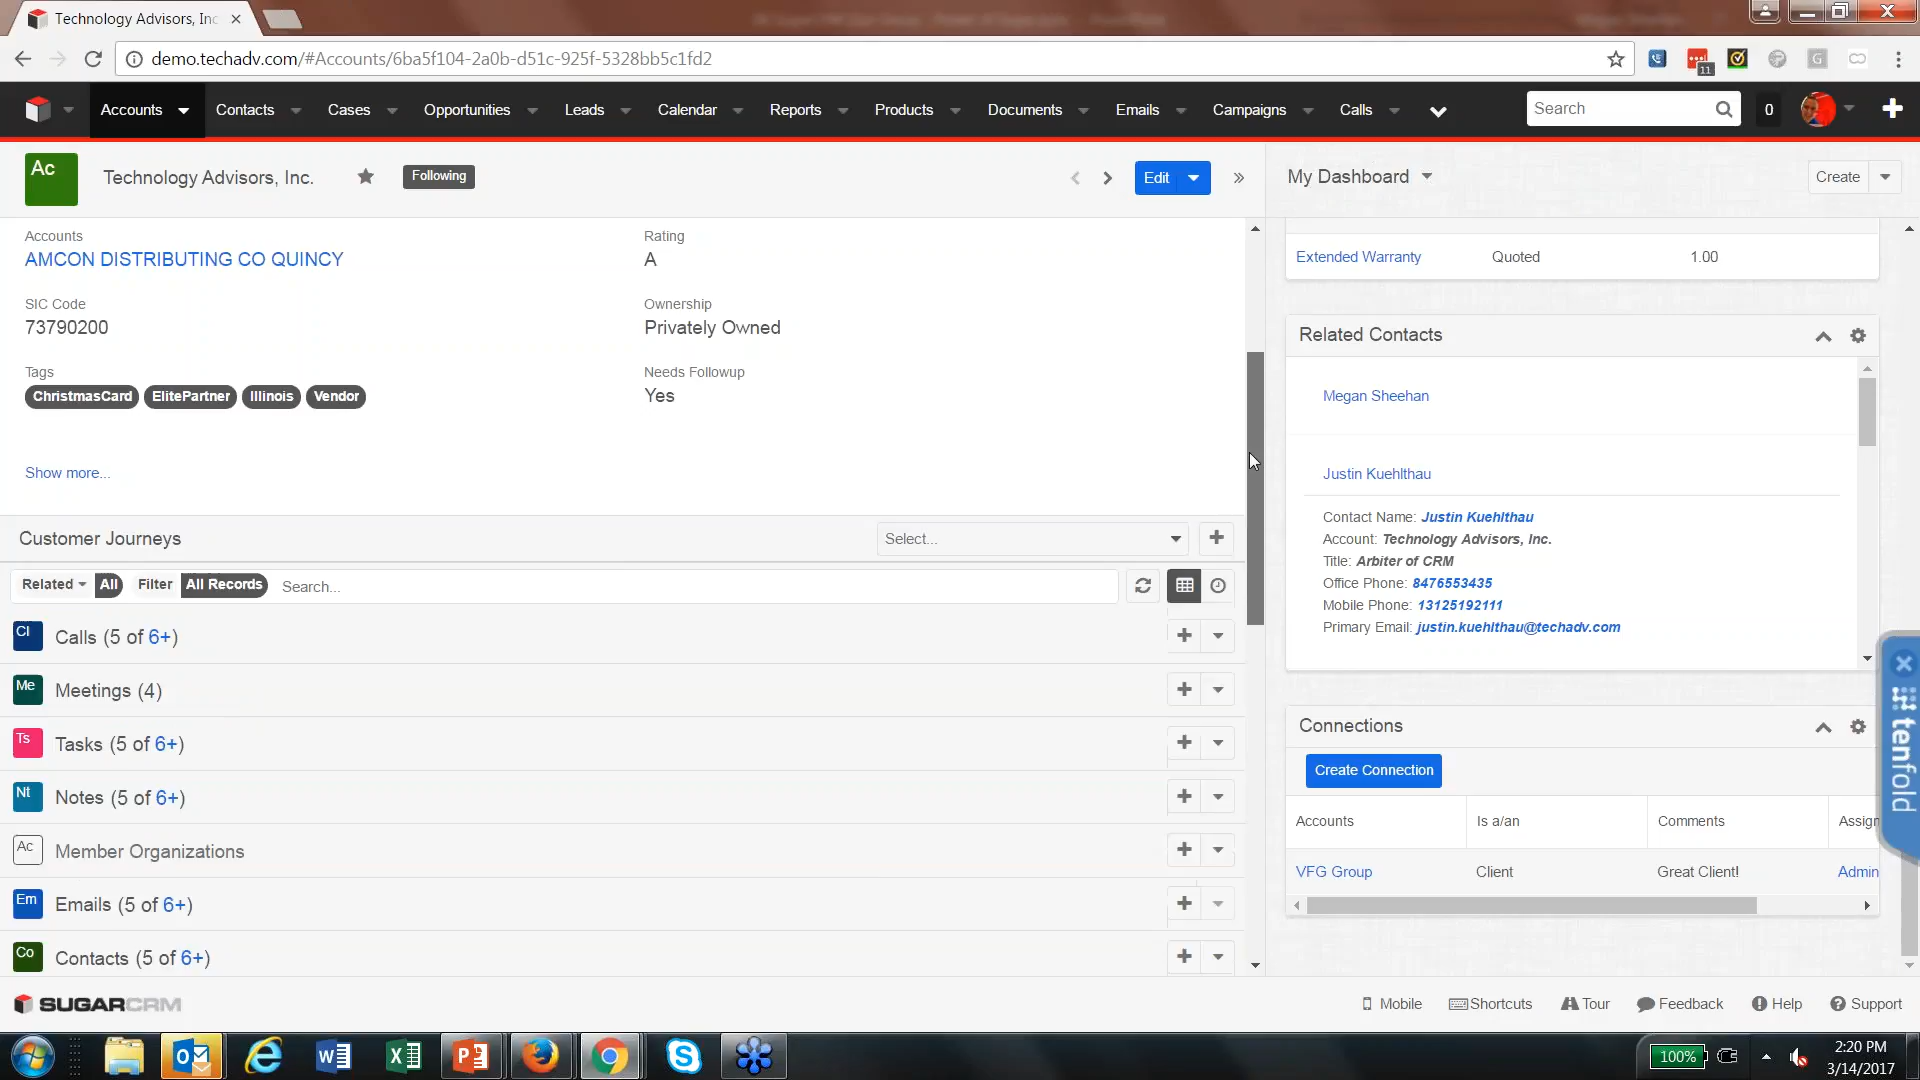 Technology Advisors, Inc
demo.techadv.com/#Accounts/6ba5f104-2a0b-d51c-925f-5328bb5c1fd2
11
G
Accounts Contacts Cases Opportunities Leads Calendar Reports Products Documents Emails Campaigns Calls Search 0
Ac Technology Advisors, Inc. Following Edit
My Dashboard Create
Accounts
AMCON DISTRIBUTING CO QUINCY
Rating
A
SIC Code
73790200
Ownership
Privately Owned
Tags
ChristmasCard ElitePartner Illinois Vendor
Needs Followup
Yes
Show more...
Customer Journeys Select...
Related All Filter All Records Search...
Cl Calls (5 of 6+)
Me Meetings (4)
Ts Tasks (5 of 6+)
Nt Notes (5 of 6+)
Ac Member Organizations
Em Emails (5 of 6+)
Co Contacts (5 of 6+)
Extended Warranty Quoted 1.00
Related Contacts
Megan Sheehan
Justin Kuehlthau
Contact Name: Justin Kuehlthau
Account: Technology Advisors, Inc.
Title: Arbiter of CRM
Office Phone: 8476553435
Mobile Phone: 13125192111
Primary Email: justin.kuehlthau@techadv.com
Connections
Create Connection
Accounts Is a/an Comments Assign
VFG Group Client Great Client! Admin
tenfold
SUGARCRM
Mobile Shortcuts Tour Feedback Help Support
100%
2:20 PM
3/14/2017